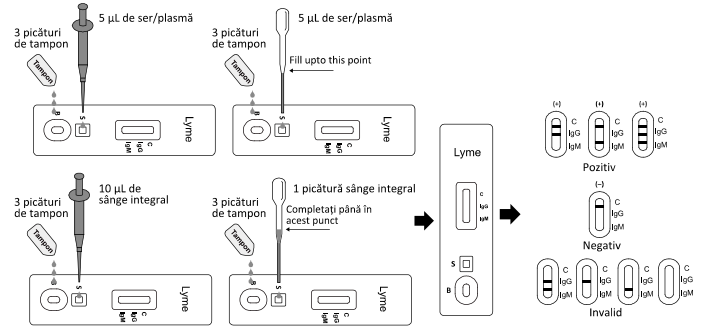 5 µL de ser/plasmă
3 picături
de tampon
Tampon
B
S
C
IgG
IgM
Lyme
5 µL de ser/plasmă
3 picături
de tampon
Tampon
Fill upto this point
B
S
C
IgG
IgM
Lyme
10 µL de
sânge integral
3 picături
de tampon
Tampon
B
S
C
IgG
IgM
Lyme
1 picătură sânge integral
3 picături
de tampon
Completați până în
acest punct
Tampon
B
S
C
IgG
IgM
Lyme
Lyme
C
IgG
IgM
S
B
(+) (+) (+)
C C C
IgG IgG IgG
IgM IgM IgM
Pozitiv
(−)
C
IgG
IgM
Negativ
C C C C
IgG IgG IgG IgG
IgM IgM IgM IgM
Invalid